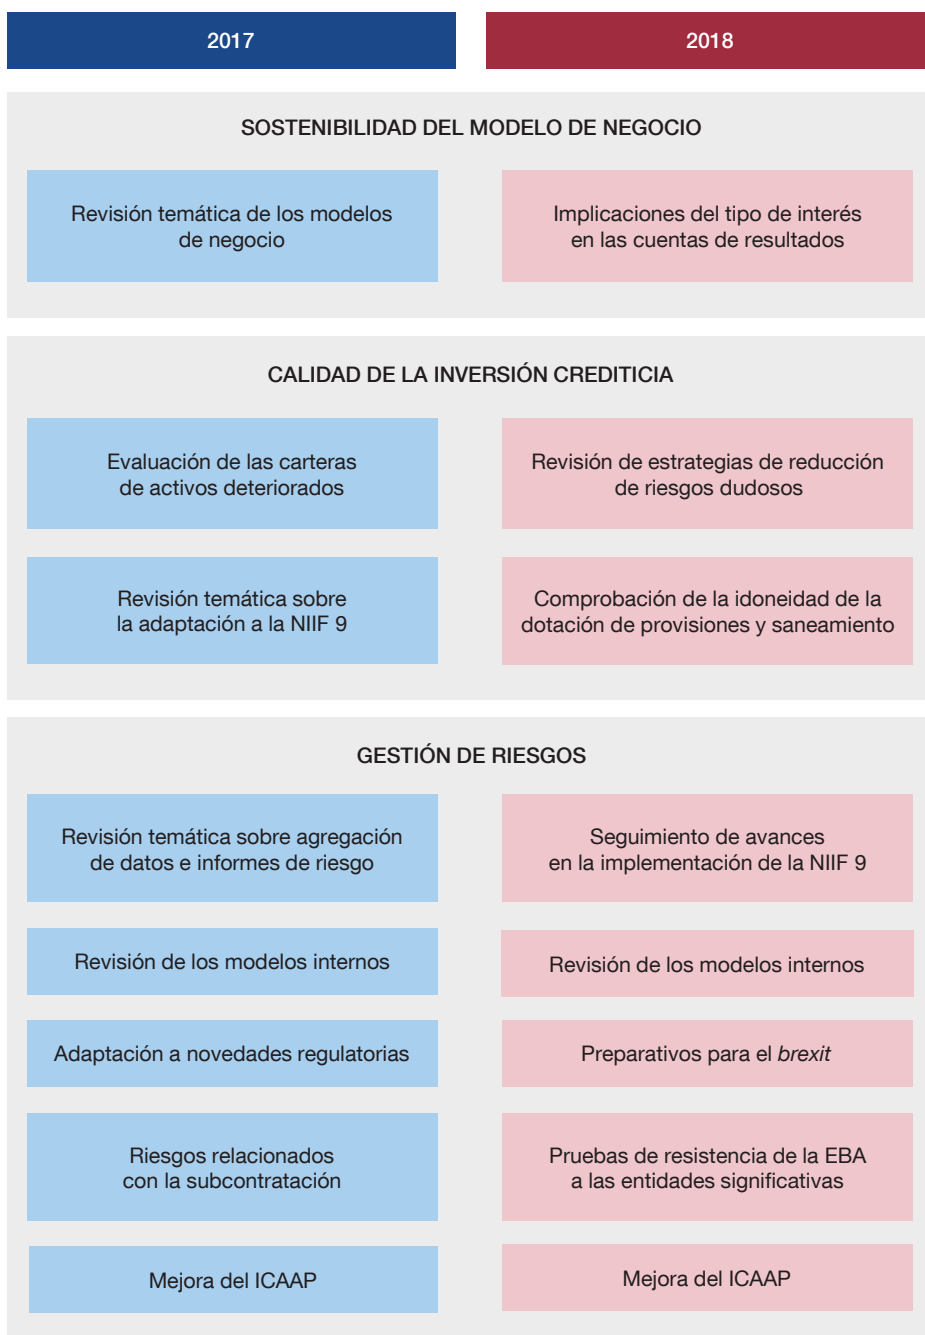 2017
2018
SOSTENIBILIDAD DEL MODELO DE NEGOCIO
Revisión temática de los modelos
de negocio
Implicaciones del tipo de interés
en las cuentas de resultados
CALIDAD DE LA INVERSIÓN CREDITICIA
Evaluación de las carteras
de activos deteriorados
Revisión de estrategias de reducción
de riesgos dudosos
Revisión temática sobre
la adaptación a la NIIF 9
Comprobación de la idoneidad de la
dotación de provisiones y saneamiento
GESTIÓN DE RIESGOS
Revisión temática sobre agregación
de datos e informes de riesgo
Seguimiento de avances
en la implementación de la NIIF 9
Revisión de los modelos internos
Revisión de los modelos internos
Adaptación a novedades regulatorias
Preparativos para el brexit
Riesgos relacionados
con la subcontratación
Pruebas de resistencia de la EBA
a las entidades significativas
Mejora del ICAAP
Mejora del ICAAP